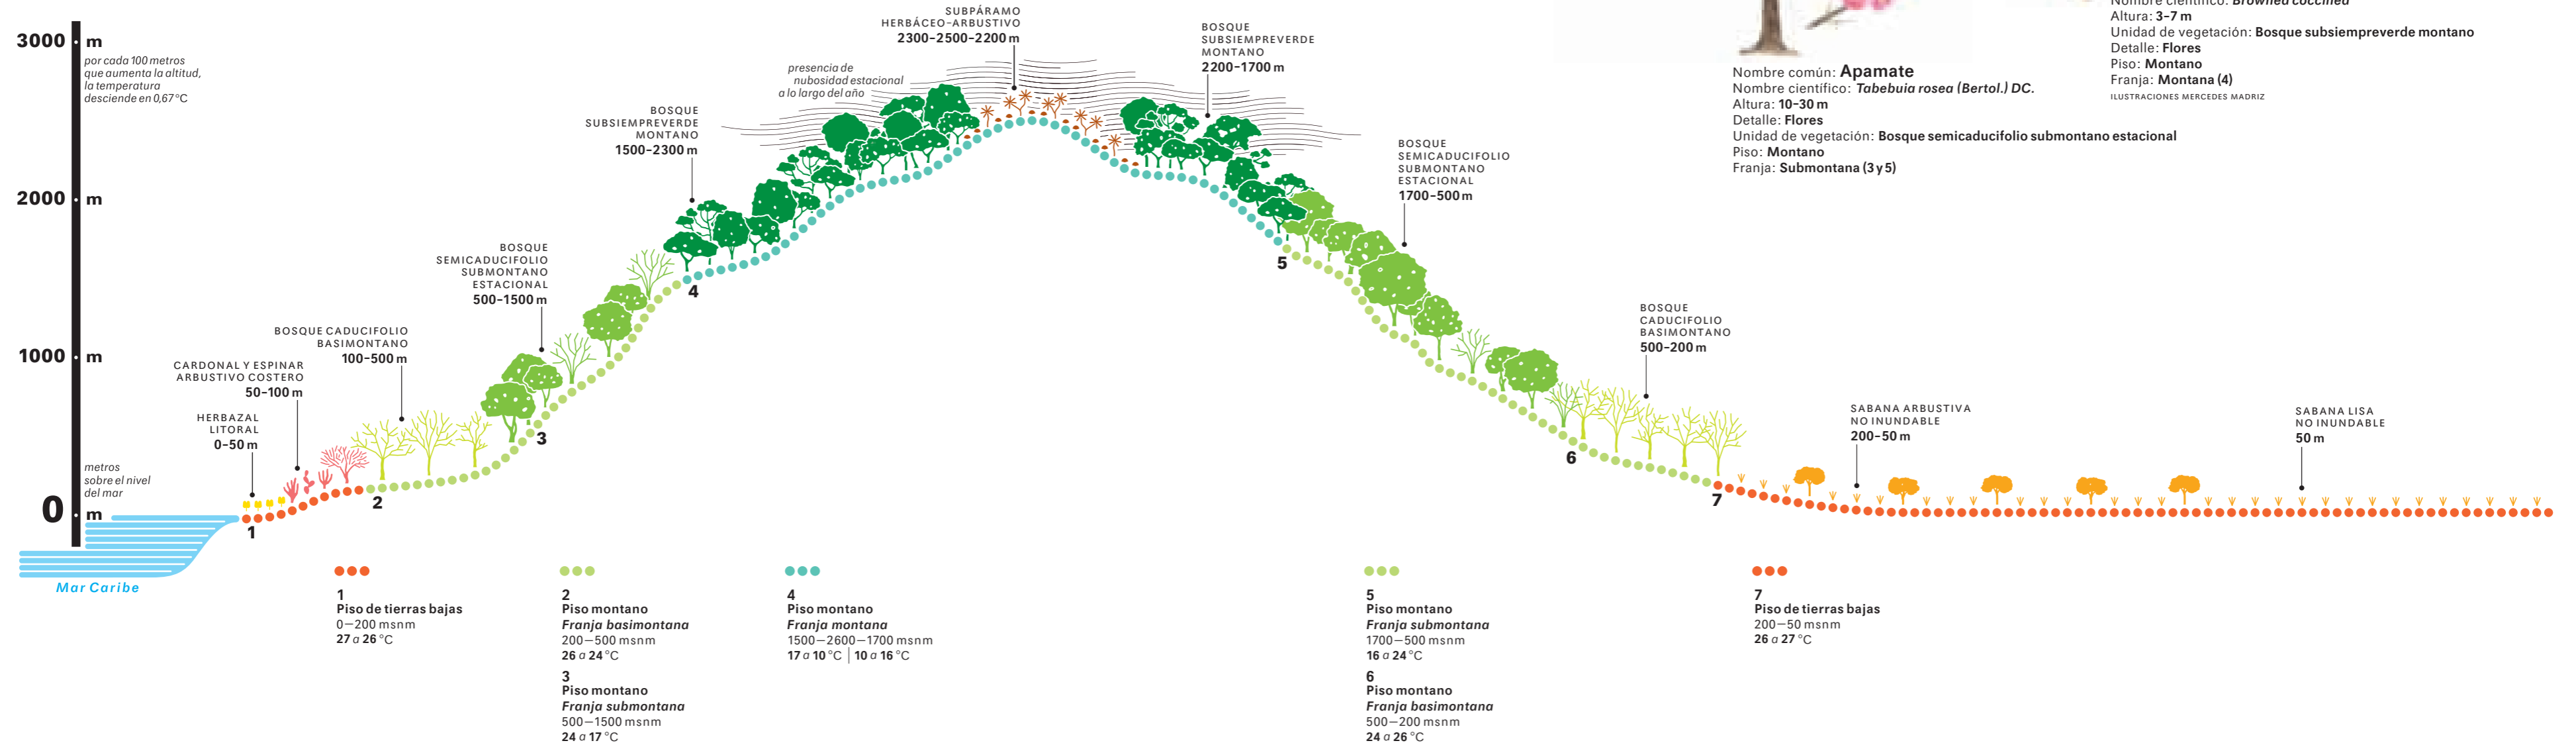 3000 m
por cada 100 metros
que aumenta la altitud,
la temperatura
desciende en 0,67 °C
2000 m
1000 m
metros
sobre el nivel
del mar
0 m
Mar Caribe
HERBAZAL
LITORAL
0-50 m
CARDONAL Y ESPINAR
ARBUSTIVO COSTERO
50-100 m
BOSQUE CADUCIFOLIO
BASIMONTANO
100-500 m
BOSQUE
SEMICADUCIFOLIO
SUBMONTANO
ESTACIONAL
500-1500 m
BOSQUE
SUBSIEMPREVERDE
MONTANO
1500-2300 m
presencia de
nubosidad estacional
a lo largo del año
SUBPÁRAMO
HERBÁCEO-ARBUSTIVO
2300-2500-2200 m
BOSQUE
SUBSIEMPREVERDE
MONTANO
2200-1700 m
BOSQUE
SEMICADUCIFOLIO
SUBMONTANO
ESTACIONAL
1700-500 m
BOSQUE
CADUCIFOLIO
BASIMONTANO
500-200 m
SABANA ARBUSTIVA
NO INUNDABLE
200-50 m
SABANA LISA
NO INUNDABLE
50 m
1
2
3
4
5
6
7
Nombre común: Apamate
Nombre científico: Tabebuia rosea (Bertol.) DC.
Altura: 10-30 m
Detalle: Flores
Unidad de vegetación: Bosque semicaducifolio submontano estacional
Piso: Montano
Franja: Submontana (3 y 5)
Nombre científico: Brownea coccinea
Altura: 3-7 m
Unidad de vegetación: Bosque subsiempreverde montano
Detalle: Flores
Piso: Montano
Franja: Montana (4)
ILUSTRACIONES MERCEDES MADRIZ
1
Piso de tierras bajas
0—200 msnm
27 a 26 °C
2
Piso montano
Franja basimontana
200—500 msnm
26 a 24 °C
3
Piso montano
Franja submontana
500—1500 msnm
24 a 17 °C
4
Piso montano
Franja montana
1500—2600—1700 msnm
17 a 10 °C | 10 a 16 °C
5
Piso montano
Franja submontana
1700—500 msnm
16 a 24 °C
6
Piso montano
Franja basimontana
500—200 msnm
24 a 26 °C
7
Piso de tierras bajas
200—50 msnm
26 a 27 °C